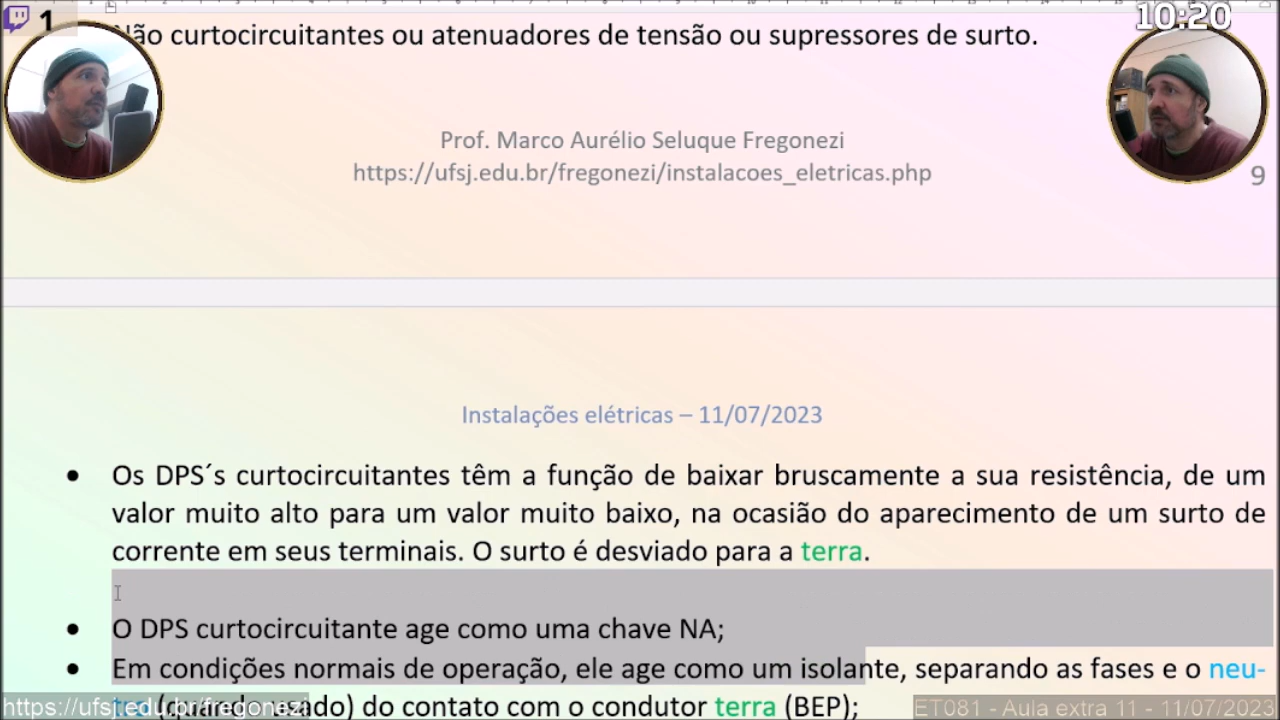 1
10:20
Não curtocircuitantes ou atenuadores de tensão ou supressores de surto.
Prof. Marco Aurélio Seluque Fregonezi
https://ufsj.edu.br/fregonezi/instalacoes_eletricas.php
9
Instalações elétricas – 11/07/2023
• Os DPS´s curtocircuitantes têm a função de baixar bruscamente a sua resistência, de um
valor muito alto para um valor muito baixo, na ocasião do aparecimento de um surto de
corrente em seus terminais. O surto é desviado para a terra.
• O DPS curtocircuitante age como uma chave NA;
• Em condições normais de operação, ele age como um isolante, separando as fases e o neu-
do contato com o condutor terra (BEP);
https://ufsj.edu.br/fregonezi
ET081 - Aula extra 11 - 11/07/2023